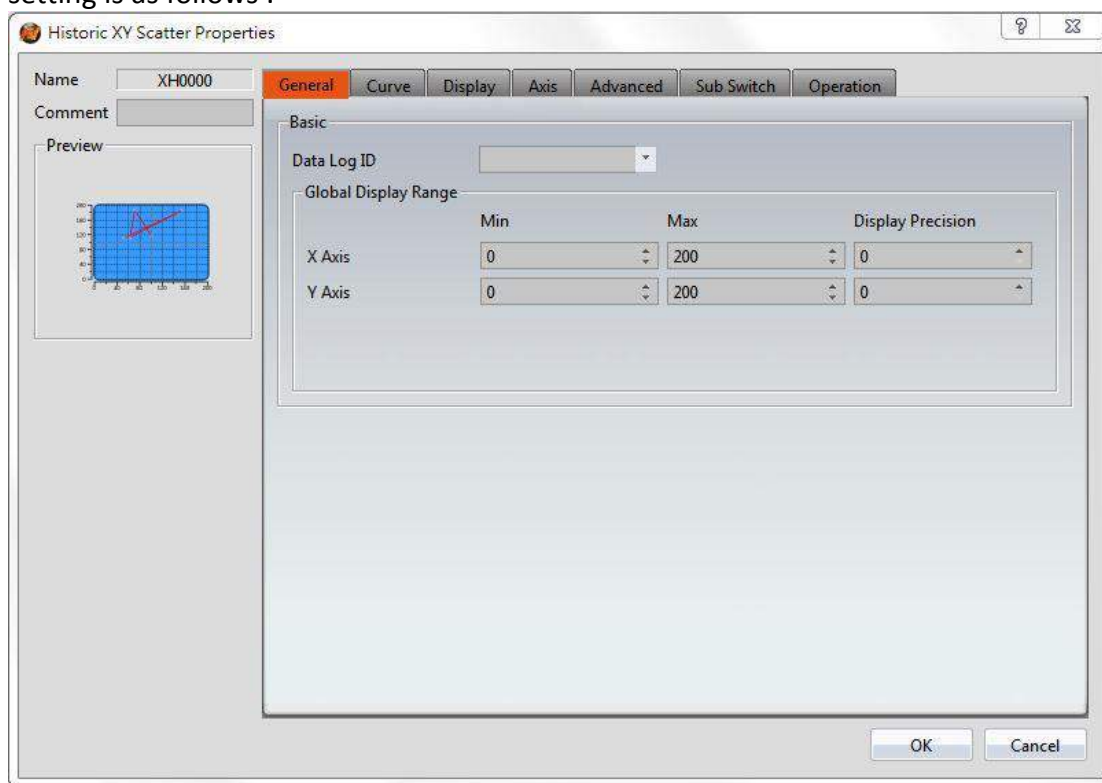 setting is as follows :
Historic XY Scatter Properties
Name XH0000
Comment
Preview
General Curve Display Axis Advanced Sub Switch Operation
Basic
Data Log ID
Global Display Range
Min Max Display Precision
X Axis 0 200 0
Y Axis 0 200 0
OK Cancel